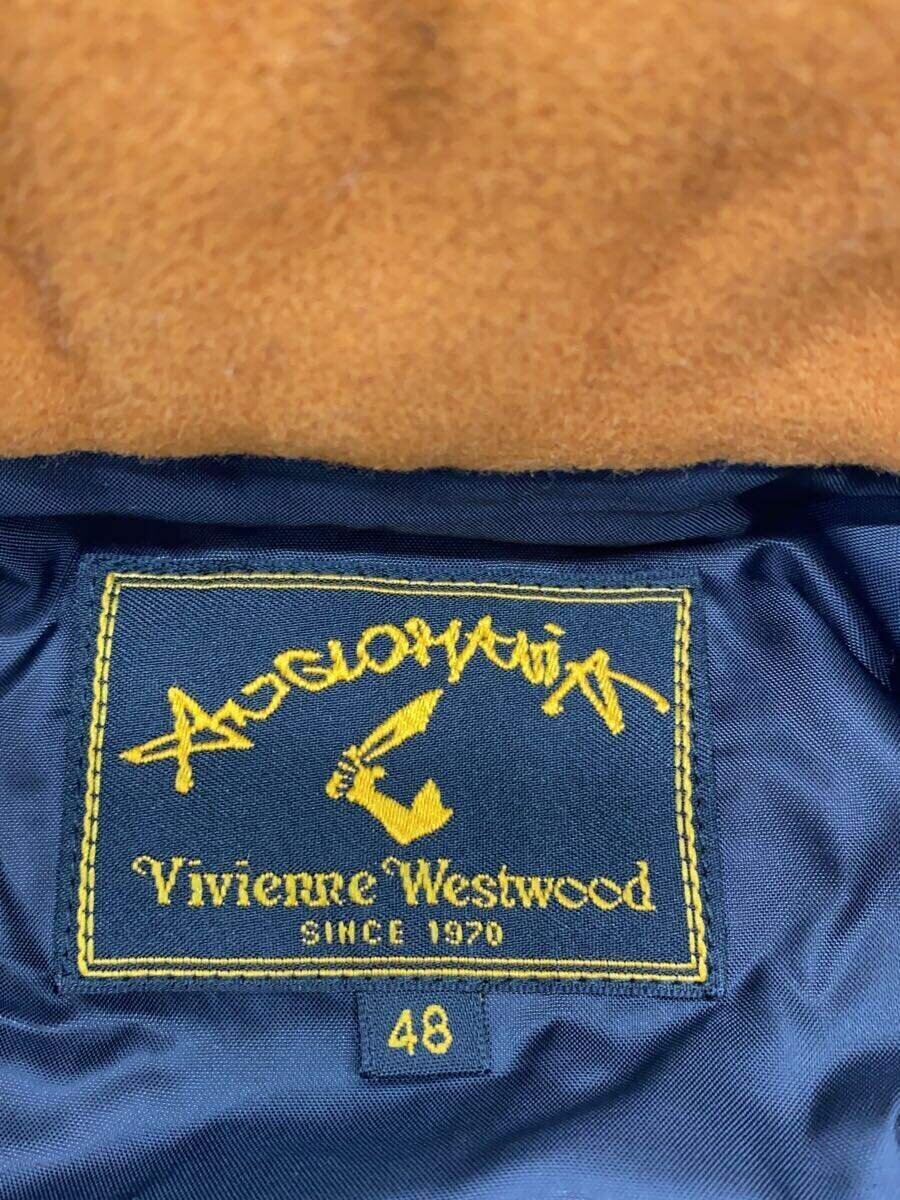 ANGLOMANiA
Vivienne Westwood
SINCE 1970
48